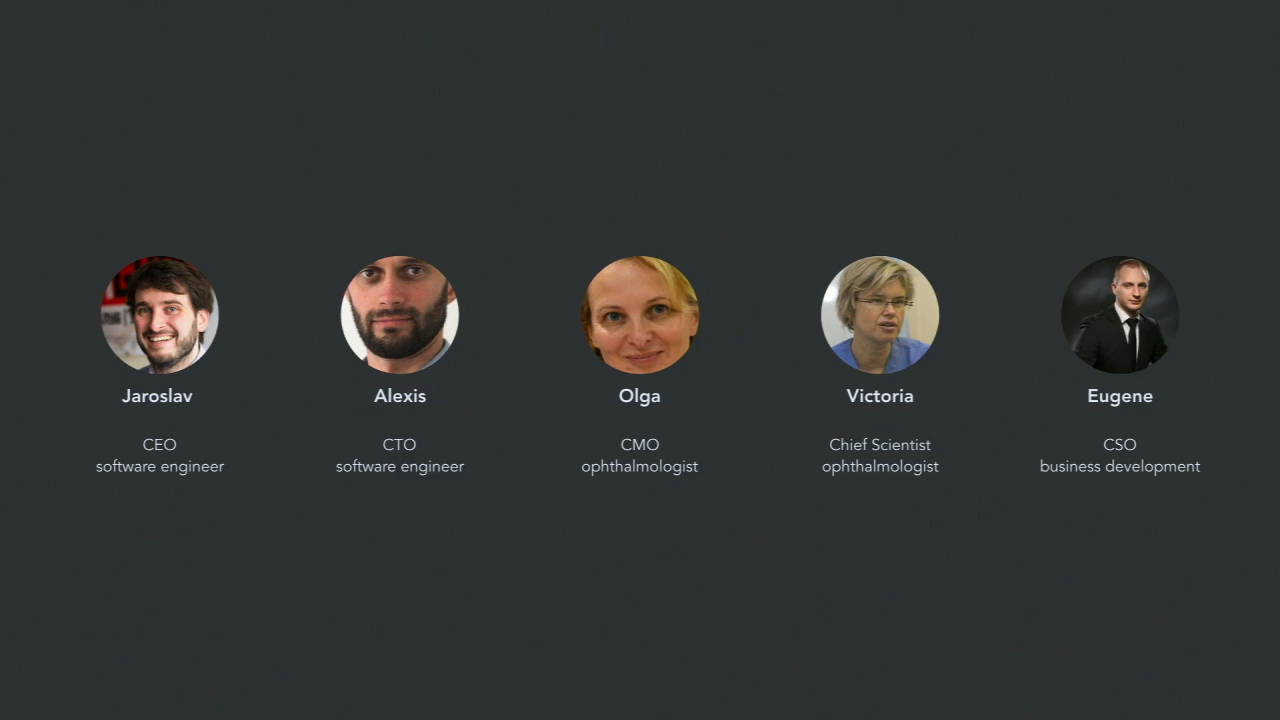 Jaroslav
CEO
software engineer
Alexis
CTO
software engineer
Olga
CMO
ophthalmologist
Victoria
Chief Scientist
ophthalmologist
Eugene
CSO
business development